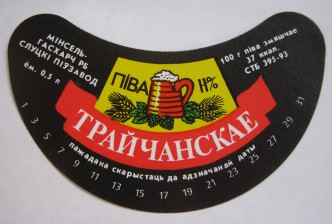 МІНСЕЛЬ-
ГАСХАРЧ РБ
СЛУЦКІ ПІЎЗАВОД
ём. 0,5 л
100 г піва змяшчае
37 ккал.
СТБ 395-93
ПІВА
11%
ТРАЙЧАНСКАЕ
пажадана скарыстаць да адзначанай даты
1 3 5 7 9 11 13 15 17 19 21 23 25 27 29 31